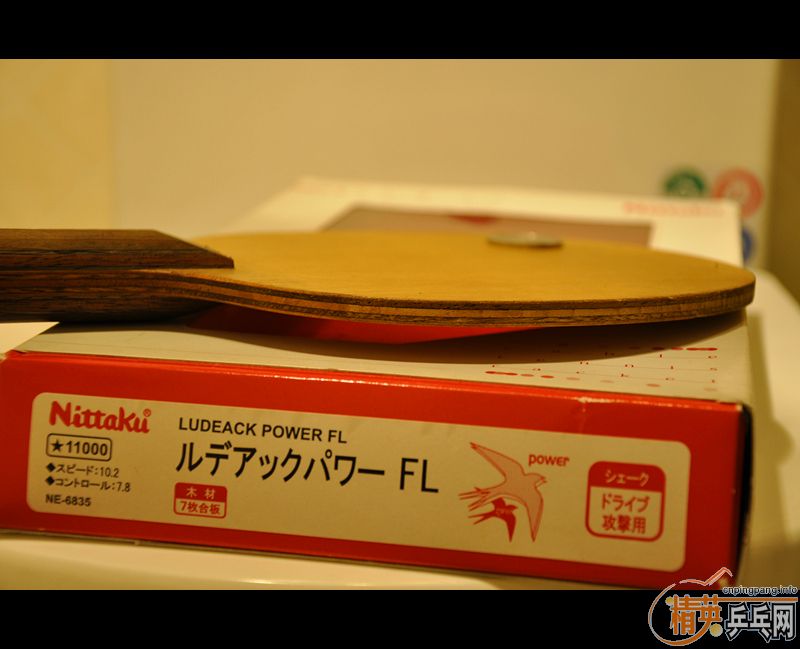 Nittaku®
★11000
◆スピード:10.2
◆コントロール:7.8
NE-6835
LUDEACK POWER FL
ルデアックパワー FL
木材
7枚合板
power
シェーク
ドライブ
攻撃用
cnpingpang.info
精英乒乓网